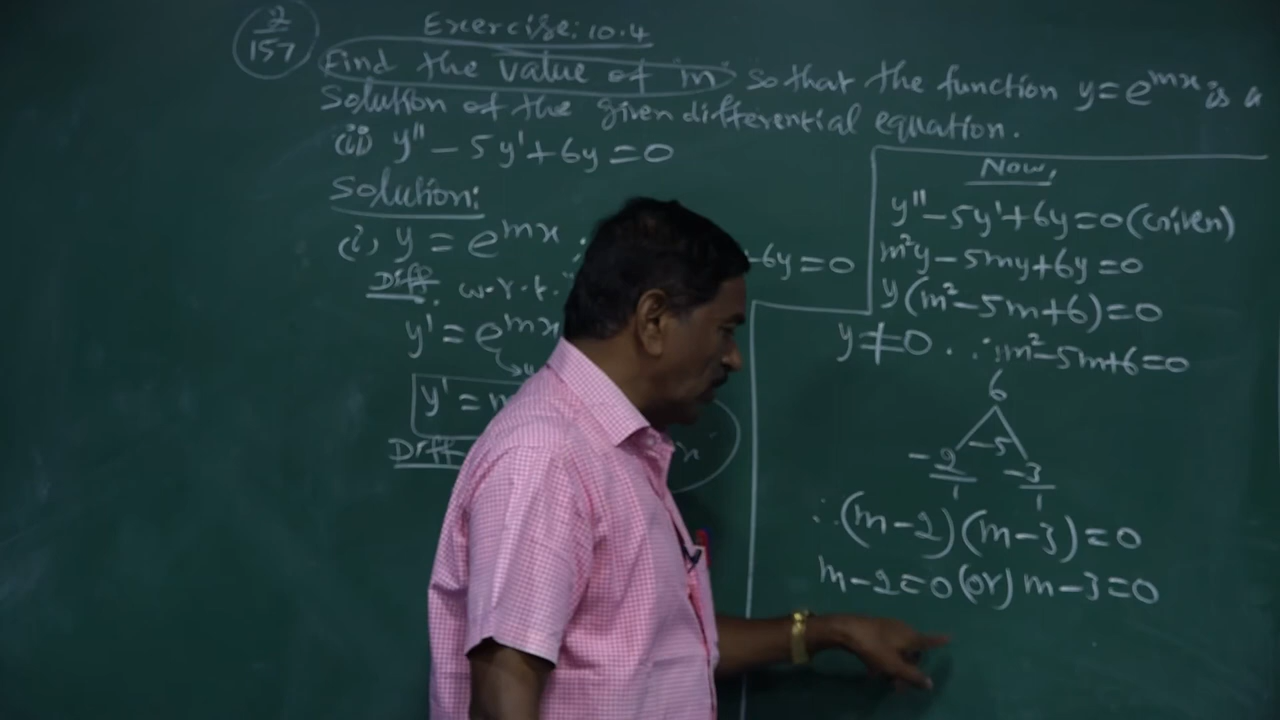 2
157
Exercise: 10.4
Find the value of "m" so that the function y = e^mx is a
solution of the given differential equation.
(ii) y'' - 5y' + 6y = 0
Solution:
(i) y = e^mx
+6y = 0
Diff. w.r.t.
y' = e^mx
y' = m
Diff
x
Now,
y'' - 5y' + 6y = 0 (Given)
m²y - 5my + 6y = 0
y(m² - 5m + 6) = 0
y ≠ 0 ∴ m² - 5m + 6 = 0
6
-5
-2 -3
1 1
∴ (m-2)(m-3) = 0
m-2 = 0 (or) m-3 = 0